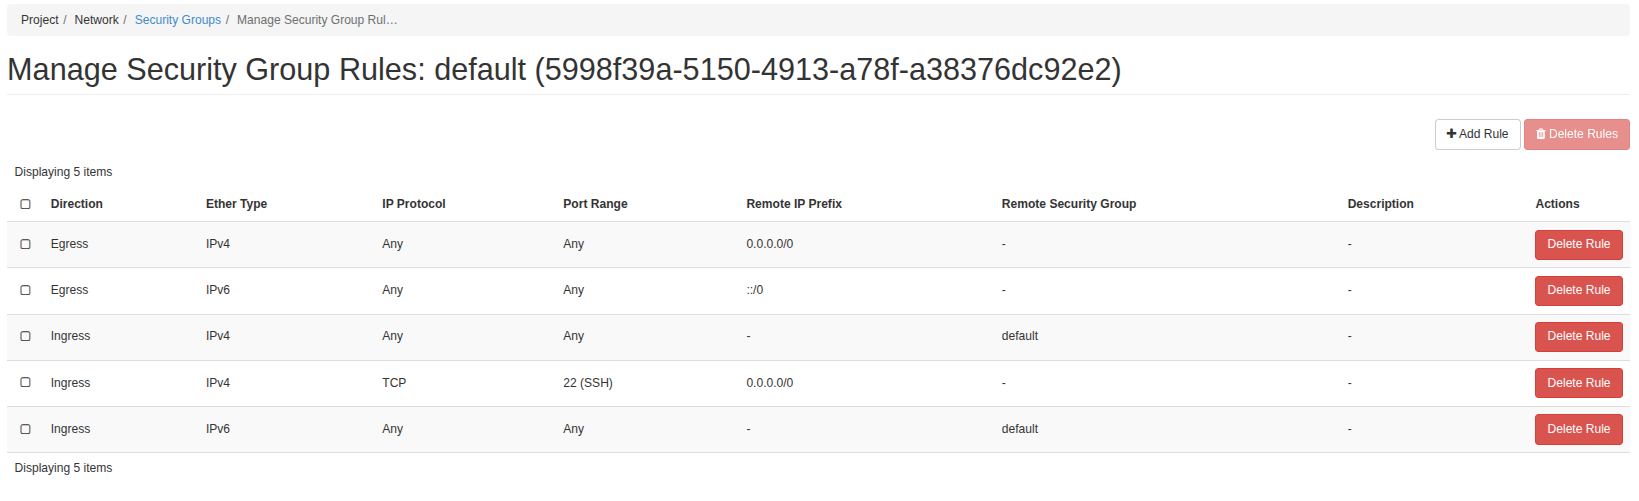 Project / Network / Security Groups / Manage Security Group Rul...
Manage Security Group Rules: default (5998f39a-5150-4913-a78f-a38376dc92e2)
Add Rule Delete Rules
Displaying 5 items
Direction Ether Type IP Protocol Port Range Remote IP Prefix Remote Security Group Description Actions
Egress IPv4 Any Any 0.0.0.0/0 - - Delete Rule
Egress IPv6 Any Any ::/0 - - Delete Rule
Ingress IPv4 Any Any - default - Delete Rule
Ingress IPv4 TCP 22 (SSH) 0.0.0.0/0 - - Delete Rule
Ingress IPv6 Any Any - default - Delete Rule
Displaying 5 items